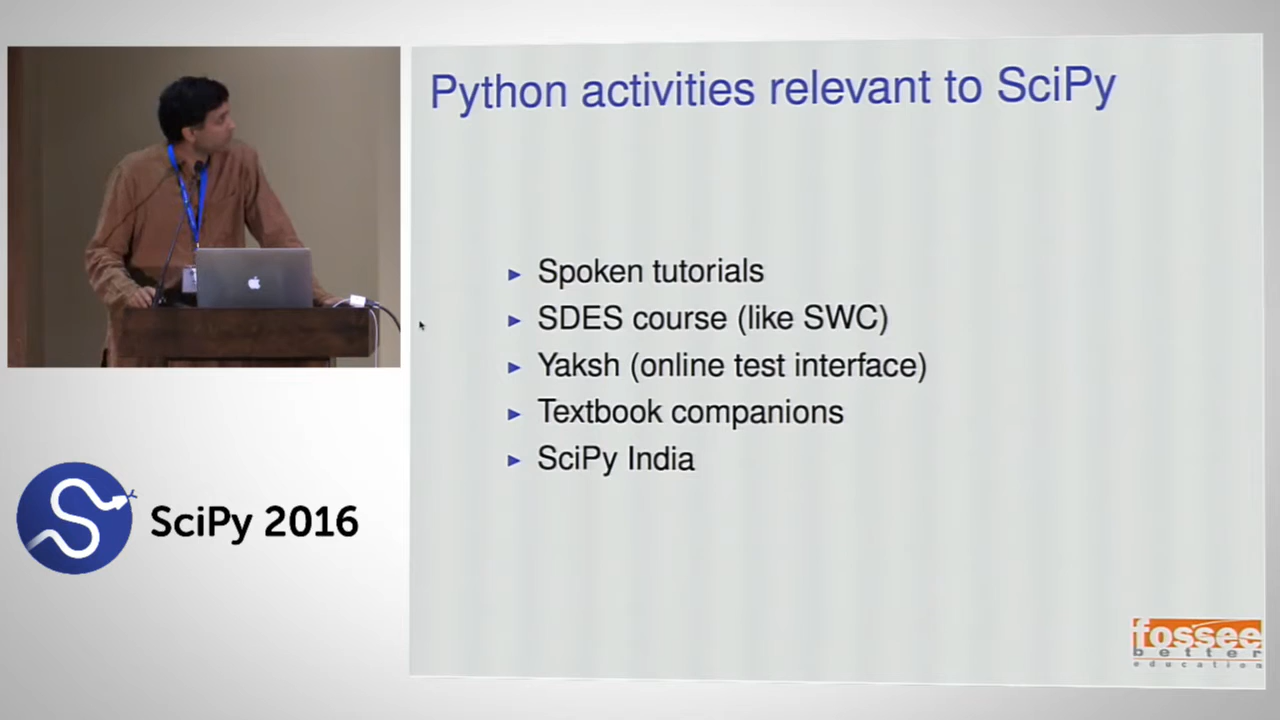 Python activities relevant to SciPy
► Spoken tutorials
► SDES course (like SWC)
► Yaksh (online test interface)
► Textbook companions
► SciPy India
SciPy 2016
fossee
better
education